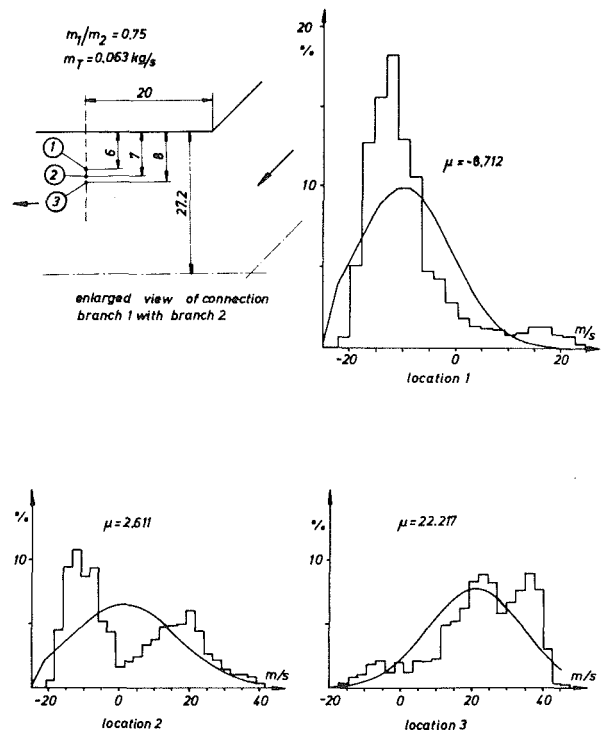 m1/m2 = 0.75
mT = 0.063 kg/s
20
6
7
8
27.2
1
2
3
enlarged view of connection
branch 1 with branch 2
20
%
10
μ = -8,712
m/s
-20
0
20
location 1
%
10
μ = 2.611
m/s
-20
0
20
40
location 2
%
10
μ = 22.217
m/s
-20
0
20
40
location 3